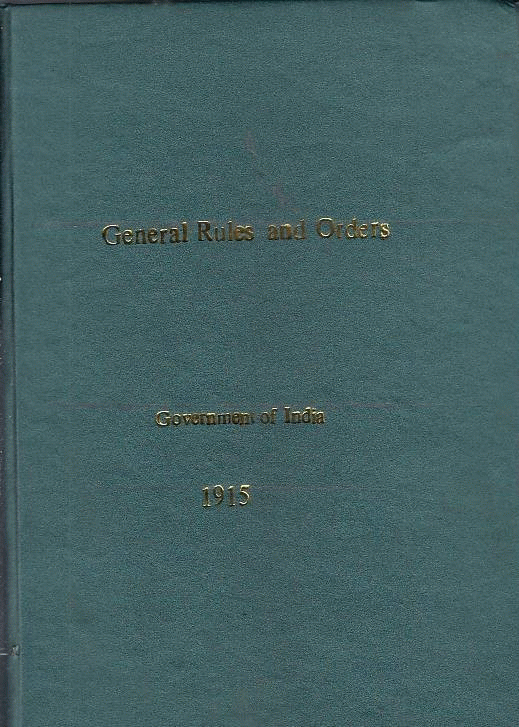 General Rules and Orders
Government of India
1915